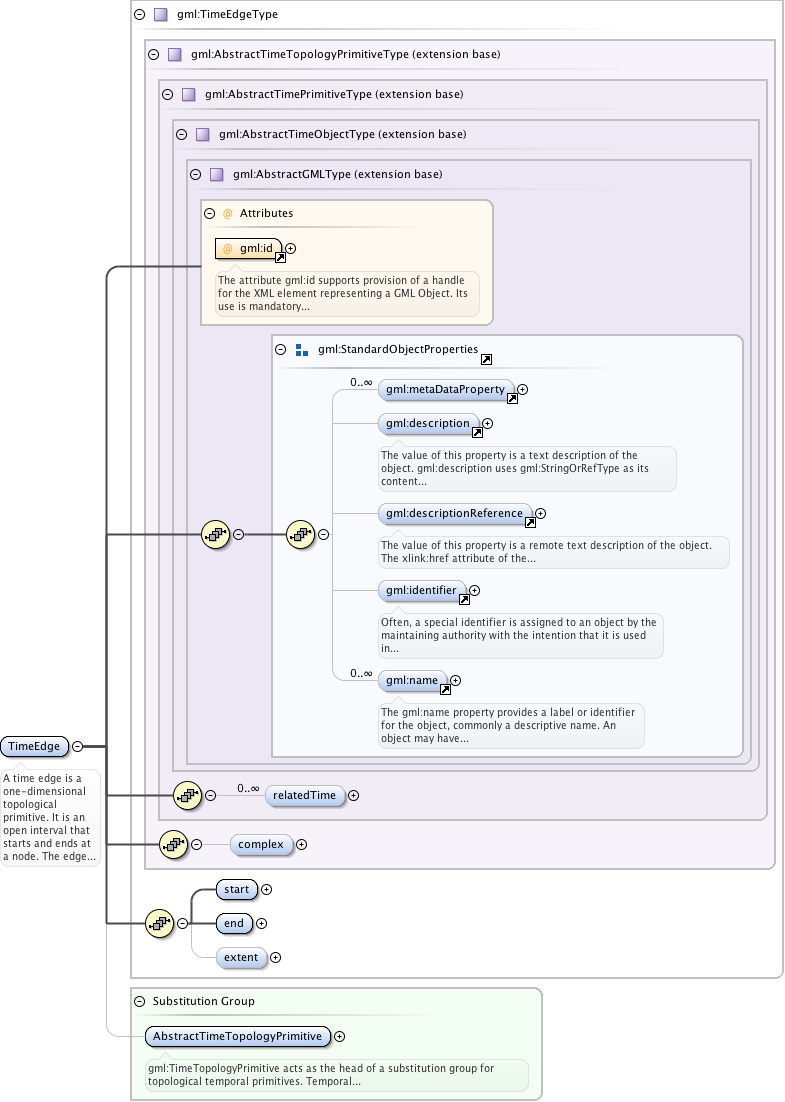 gml:TimeEdgeType
gml:AbstractTimeTopologyPrimitiveType (extension base)
gml:AbstractTimePrimitiveType (extension base)
gml:AbstractTimeObjectType (extension base)
gml:AbstractGMLType (extension base)
@ Attributes
@ gml:id
The attribute gml:id supports provision of a handle
for the XML element representing a GML Object. Its
use is mandatory...
gml:StandardObjectProperties
0..∞
gml:metaDataProperty
gml:description
The value of this property is a text description of the
object. gml:description uses gml:StringOrRefType as its
content...
gml:descriptionReference
The value of this property is a remote text description of the object.
The xlink:href attribute of the...
gml:identifier
Often, a special identifier is assigned to an object by the
maintaining authority with the intention that it is used
in...
0..∞
gml:name
The gml:name property provides a label or identifier
for the object, commonly a descriptive name. An
object may have...
TimeEdge
A time edge is a
one-dimensional
topological
primitive. It is an
open interval that
starts and ends at
a node. The edge...
0..∞
relatedTime
complex
start
end
extent
Substitution Group
AbstractTimeTopologyPrimitive
gml:TimeTopologyPrimitive acts as the head of a substitution group for
topological temporal primitives. Temporal...